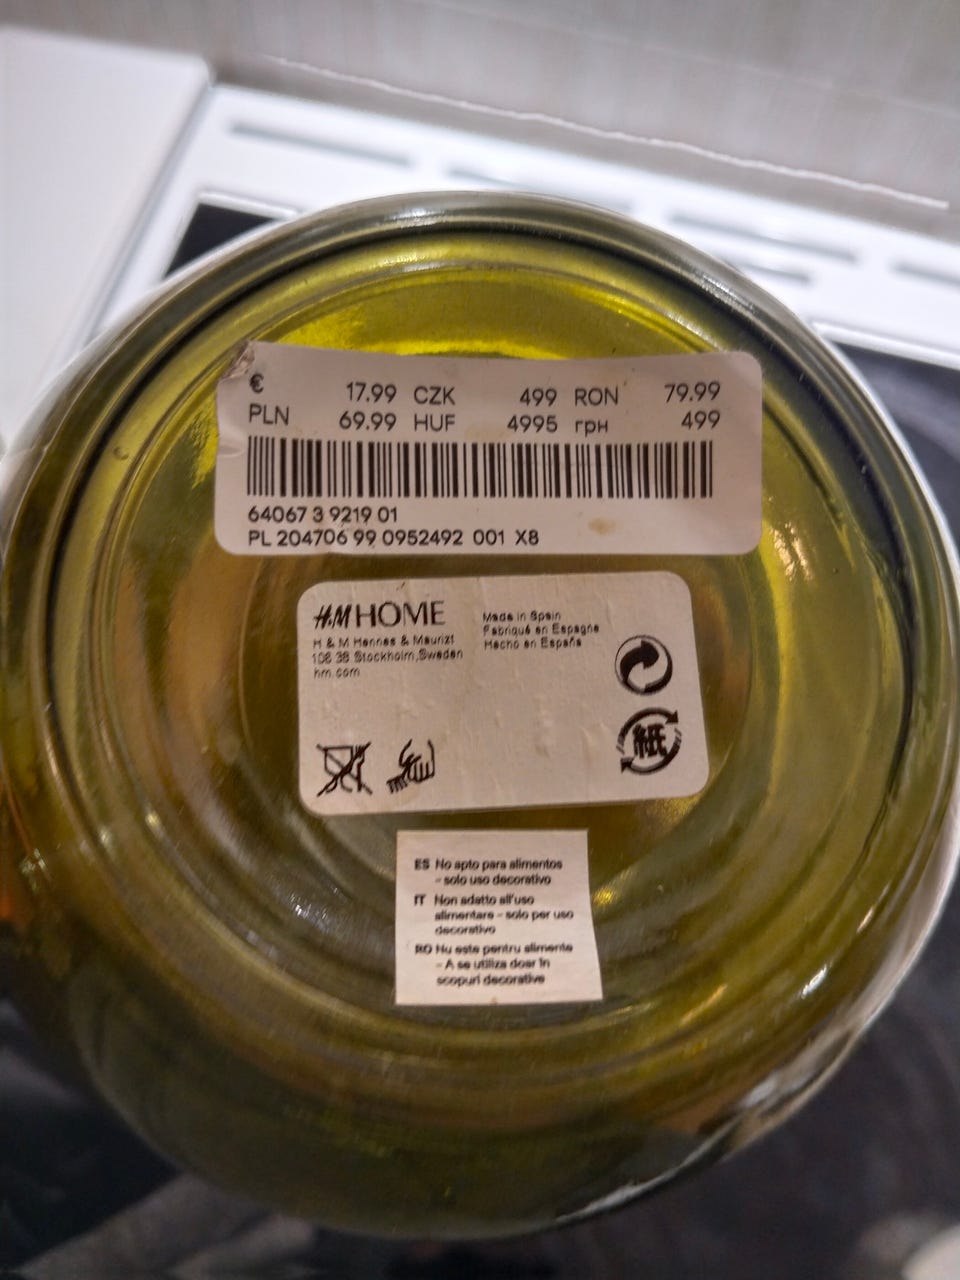 € 17.99 CZK 499 RON 79.99
PLN 69.99 HUF 4995 грн 499
64067 3 9219 01
PL 204706 99 0952492 001 X8
H&M HOME
H & M Hennes & Mauritz
106 38 Stockholm,Sweden
hm.com
Made in Spain
Fabriqué en Espagne
Hecho en España
紙
ES No apto para alimentos
- solo uso decorativo
IT Non adatto all'uso
alimentare - solo per uso
decorativo
RO Nu este pentru alimente
- A se utiliza doar în
scopuri decorative